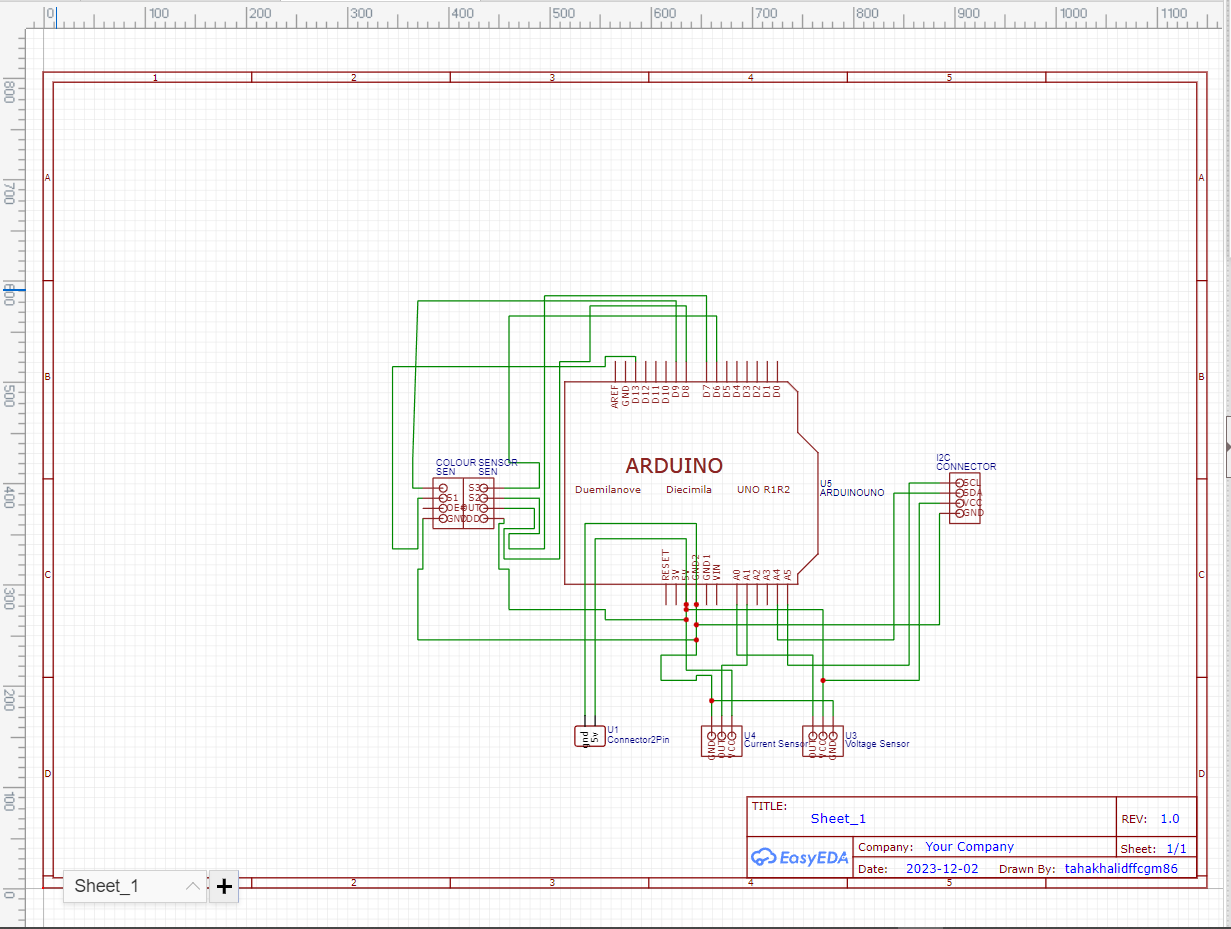 0 100 200 300 400 500 600 700 800 900 1000 1100
800
700
600
500
400
300
200
100
0
1 2 3 4 5
A A
B B
C C
D D
1 2 3 4 5
AREF GND D13 D12 D11 D10 D9 D8 D7 D6 D5 D4 D3 D2 D1 D0
ARDUINO
Duemilanove Diecimila UNO R1R2
U5
ARDUINOUNO
RESET 3V 5V GND2 GND1 VIN A0 A1 A2 A3 A4 A5
COLOUR SENSOR
SEN SEN
S3
S1 S2
OE OUT
GND VDD
I2C
CONNECTOR
SCL
SDA
VCC
GND
gnd 5v
U1
Connector2Pin
GND OUT VCC
U4
Current Sensor
OUT VCC GND
U3
Voltage Sensor
TITLE:
Sheet_1
REV: 1.0
EasyEDA
Company: Your Company
Sheet: 1/1
Date: 2023-12-02 Drawn By: tahakhalidffcgm86
Sheet_1 +